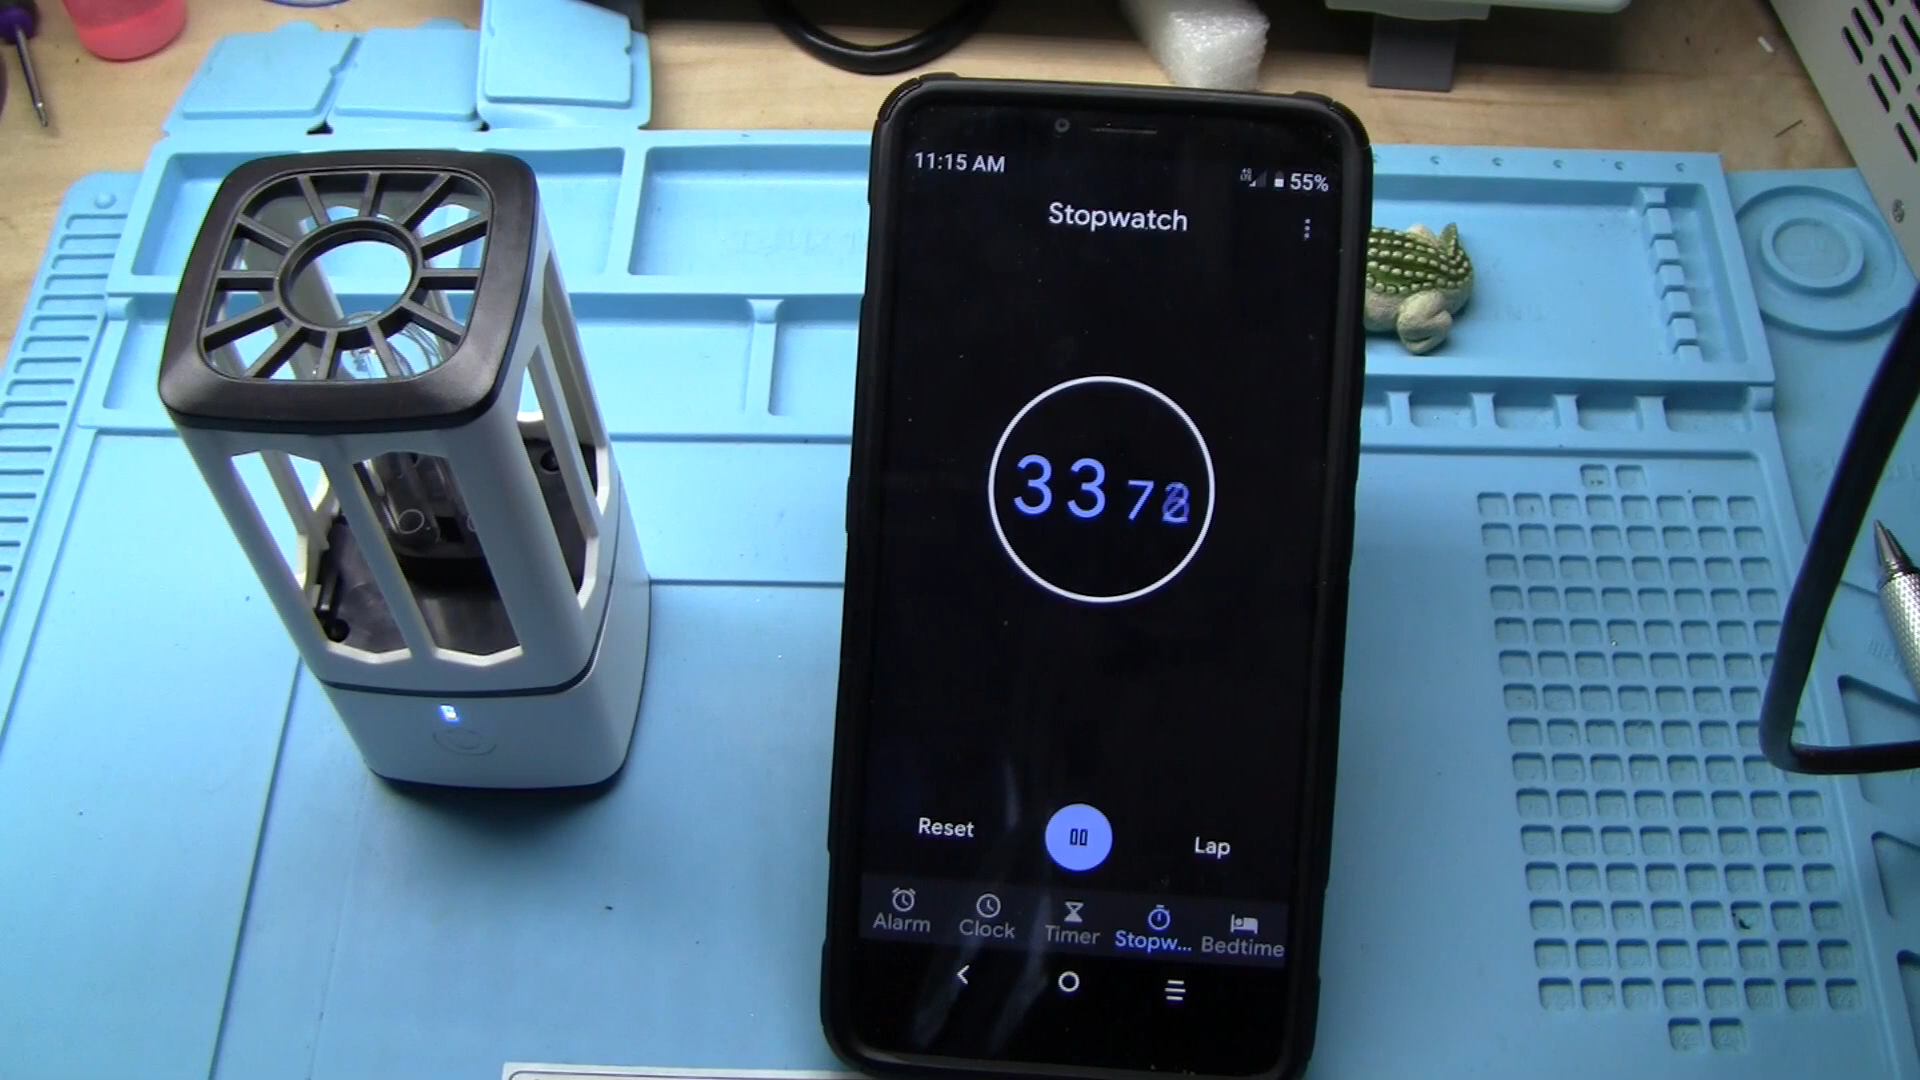 11:15 AM
55%
Stopwatch
33 7
Reset
Lap
Alarm
Clock
Timer
Stopw...
Bedtime